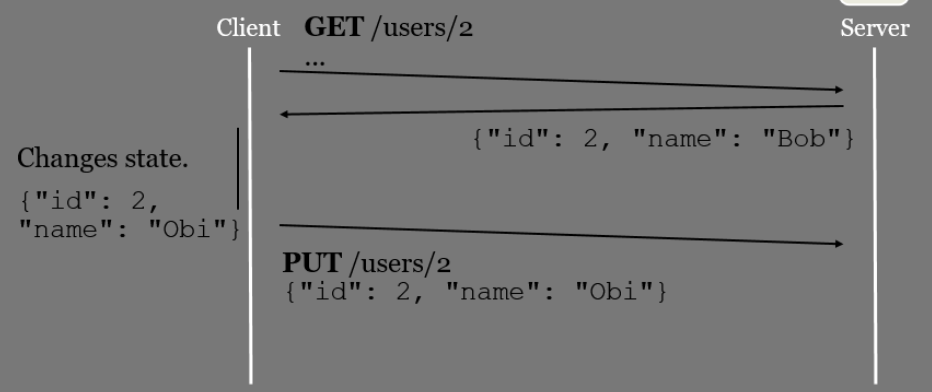 Client GET /users/2 Server
...
{"id": 2, "name": "Bob"}
Changes state.
{"id": 2,
"name": "Obi"}
PUT /users/2
{"id": 2, "name": "Obi"}